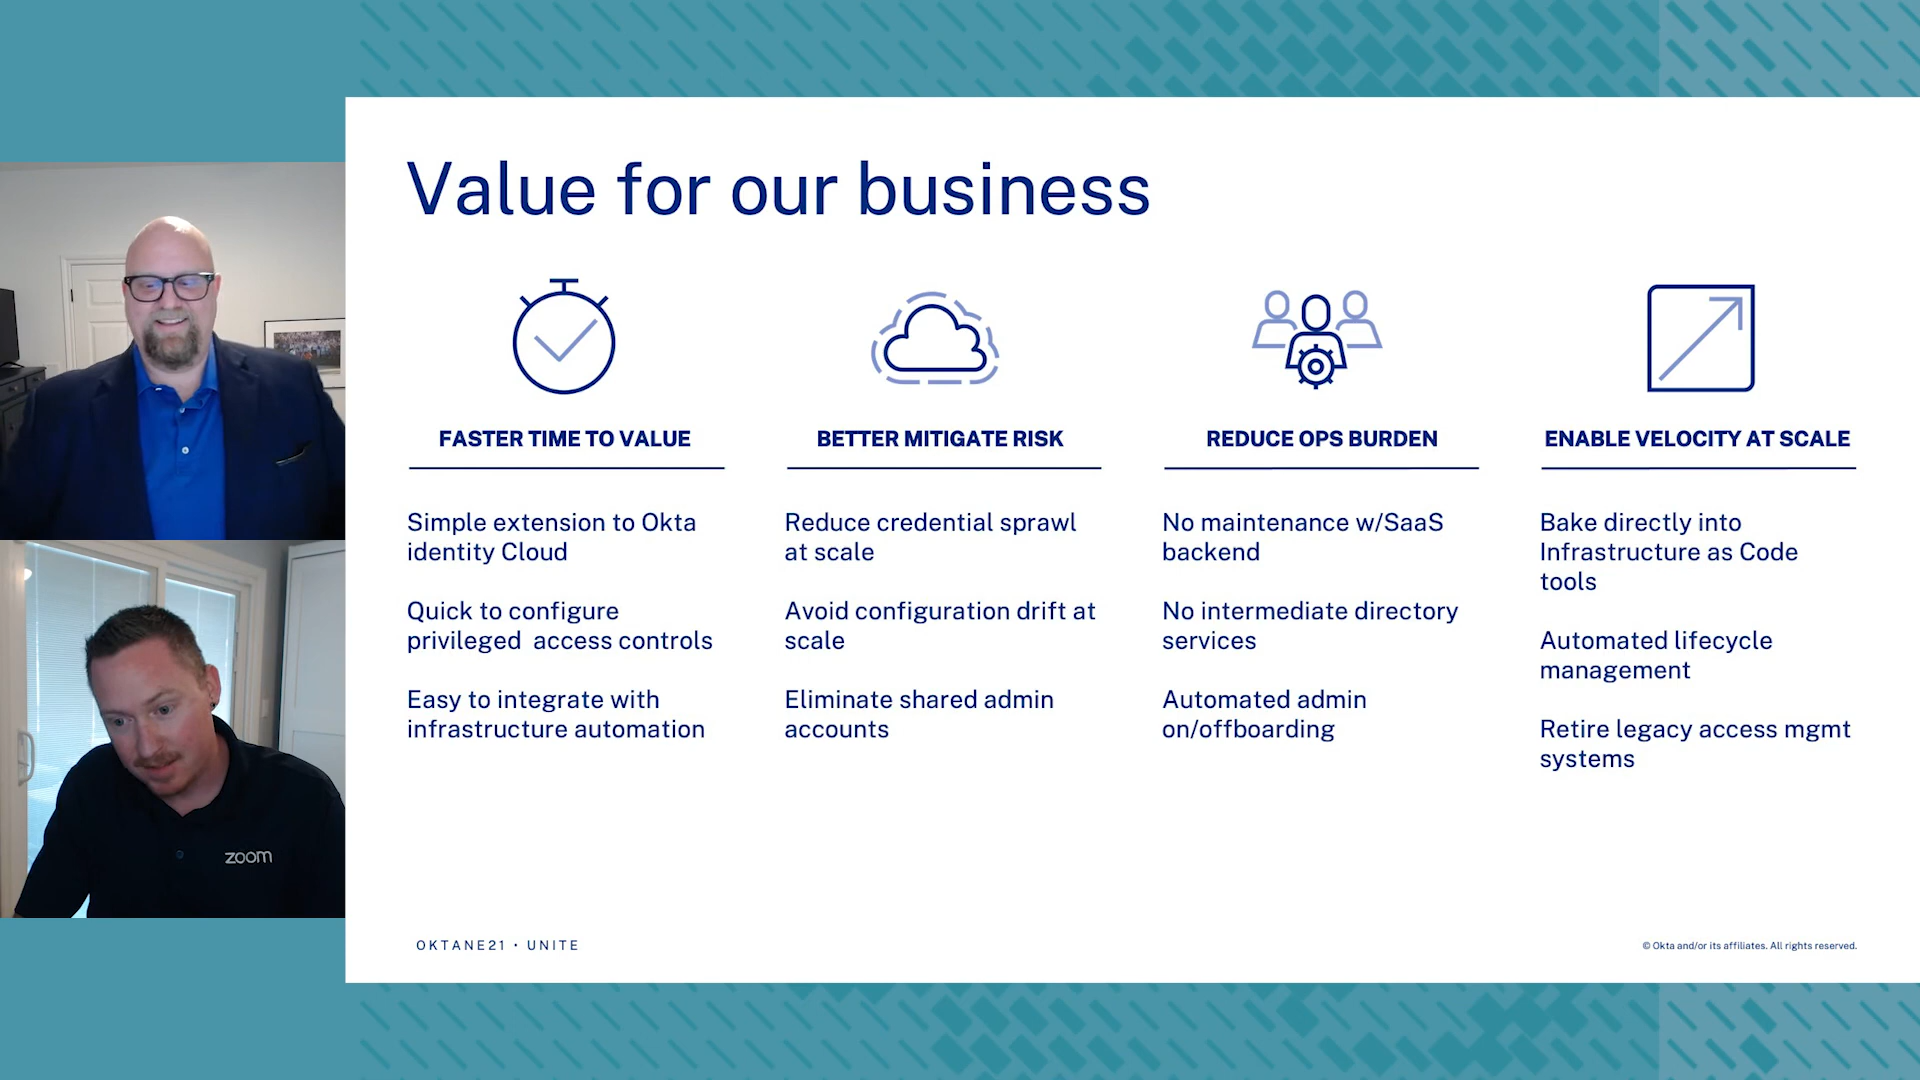 Value for our business
FASTER TIME TO VALUE
Simple extension to Okta
identity Cloud
Quick to configure
privileged  access controls
Easy to integrate with
infrastructure automation
BETTER MITIGATE RISK
Reduce credential sprawl
at scale
Avoid configuration drift at
scale
Eliminate shared admin
accounts
REDUCE OPS BURDEN
No maintenance w/SaaS
backend
No intermediate directory
services
Automated admin
on/offboarding
ENABLE VELOCITY AT SCALE
Bake directly into
Infrastructure as Code
tools
Automated lifecycle
management
Retire legacy access mgmt
systems
zoom
OKTANE21 • UNITE
© Okta and/or its affiliates. All rights reserved.